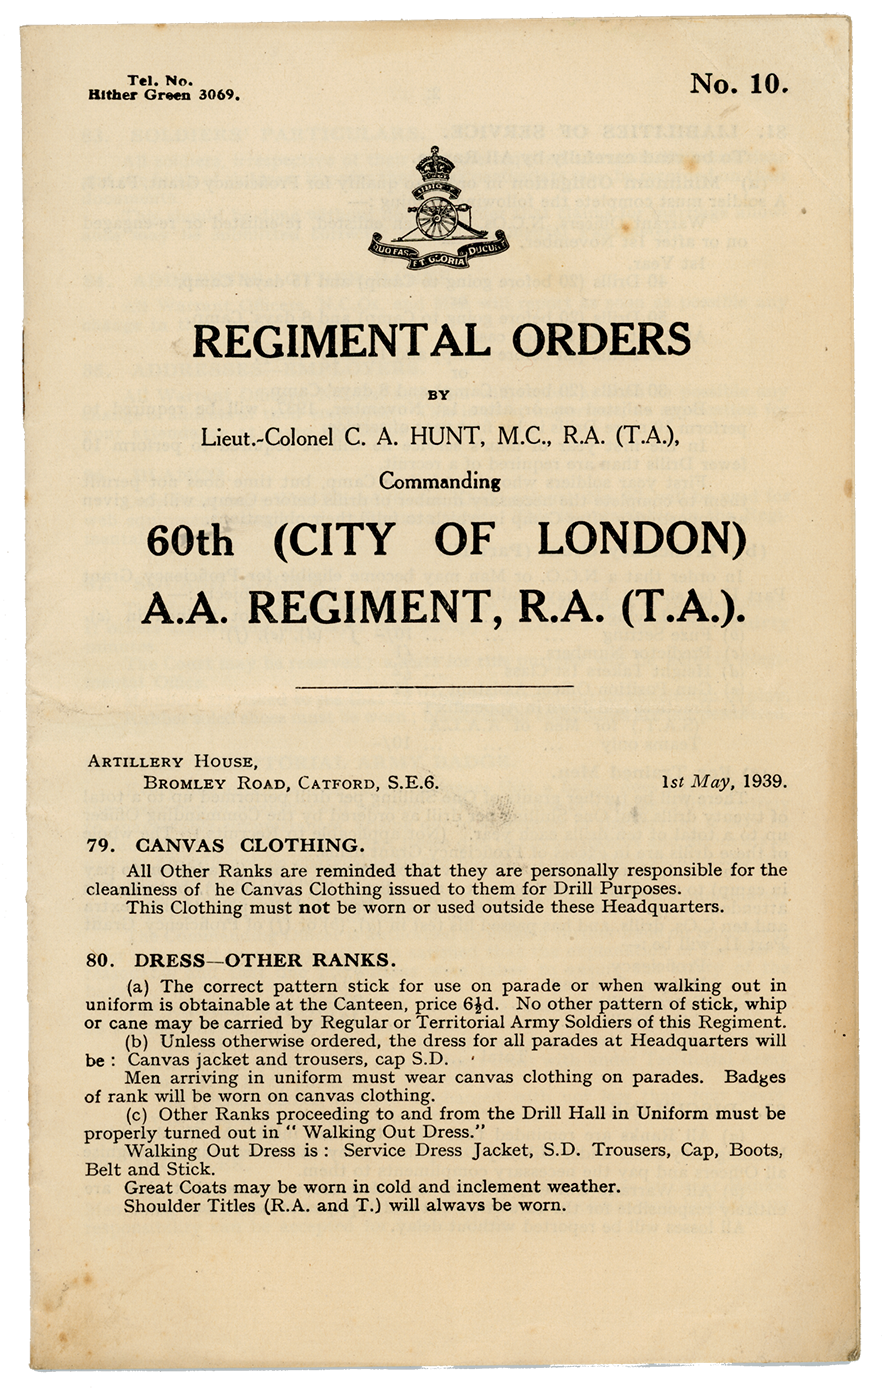 Tel. No.
Hither Green 3069.
No. 10.
UBIQUE
QUO FAS
ET GLORIA
DUCUNT
REGIMENTAL ORDERS
BY
Lieut.-Colonel C. A. HUNT, M.C., R.A. (T.A.),
Commanding
60th (CITY OF LONDON)
A.A. REGIMENT, R.A. (T.A.).
ARTILLERY HOUSE,
BROMLEY ROAD, CATFORD, S.E.6.
1st May, 1939.
79. CANVAS CLOTHING.
All Other Ranks are reminded that they are personally responsible for the
cleanliness of he Canvas Clothing issued to them for Drill Purposes.
This Clothing must not be worn or used outside these Headquarters.
80. DRESS—OTHER RANKS.
(a) The correct pattern stick for use on parade or when walking out in
uniform is obtainable at the Canteen, price 6½d. No other pattern of stick, whip
or cane may be carried by Regular or Territorial Army Soldiers of this Regiment.
(b) Unless otherwise ordered, the dress for all parades at Headquarters will
be : Canvas jacket and trousers, cap S.D.
Men arriving in uniform must wear canvas clothing on parades. Badges
of rank will be worn on canvas clothing.
(c) Other Ranks proceeding to and from the Drill Hall in Uniform must be
properly turned out in “ Walking Out Dress.”
Walking Out Dress is : Service Dress Jacket, S.D. Trousers, Cap, Boots,
Belt and Stick.
Great Coats may be worn in cold and inclement weather.
Shoulder Titles (R.A. and T.) will always be worn.